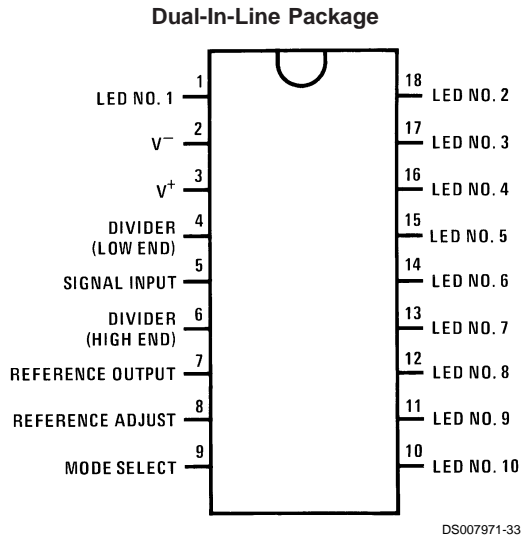 Dual-In-Line Package
1
LED NO. 1
2
V−
3
V+
4
DIVIDER
(LOW END)
5
SIGNAL INPUT
6
DIVIDER
(HIGH END)
7
REFERENCE OUTPUT
8
REFERENCE ADJUST
9
MODE SELECT
18
LED NO. 2
17
LED NO. 3
16
LED NO. 4
15
LED NO. 5
14
LED NO. 6
13
LED NO. 7
12
LED NO. 8
11
LED NO. 9
10
LED NO. 10
DS007971-33